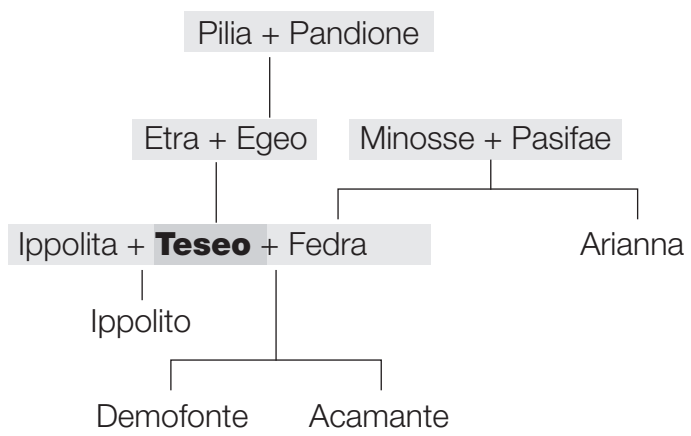 Pilia + Pandione
Etra + Egeo
Minosse + Pasifae
Ippolita + Teseo + Fedra
Arianna
Ippolito
Demofonte
Acamante